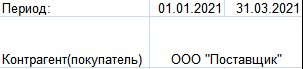 Период: 01.01.2021 31.03.2021
Контрагент(покупатель) ООО "Поставщик"